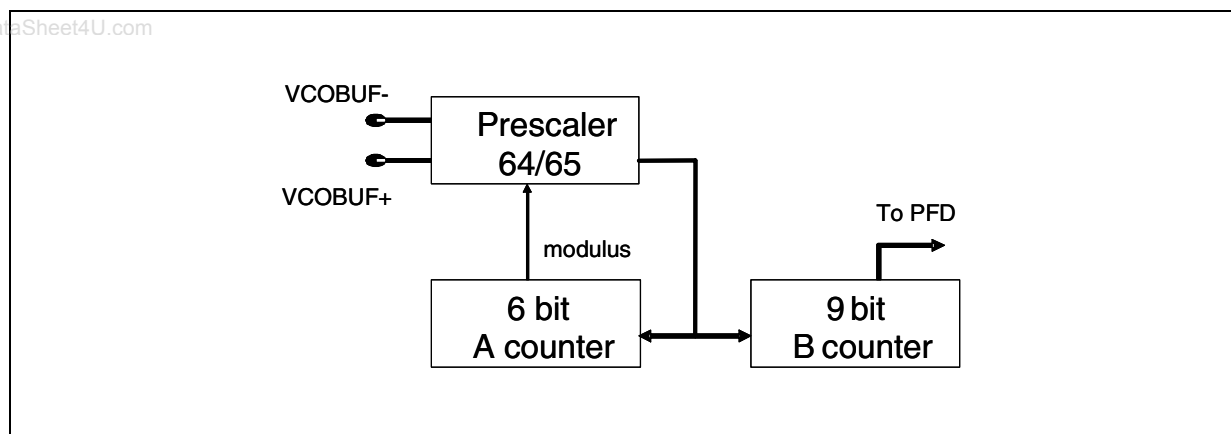 taSheet4U.com
VCOBUF-
Prescaler
64/65
VCOBUF+
To PFD
modulus
6 bit
A counter
9 bit
B counter